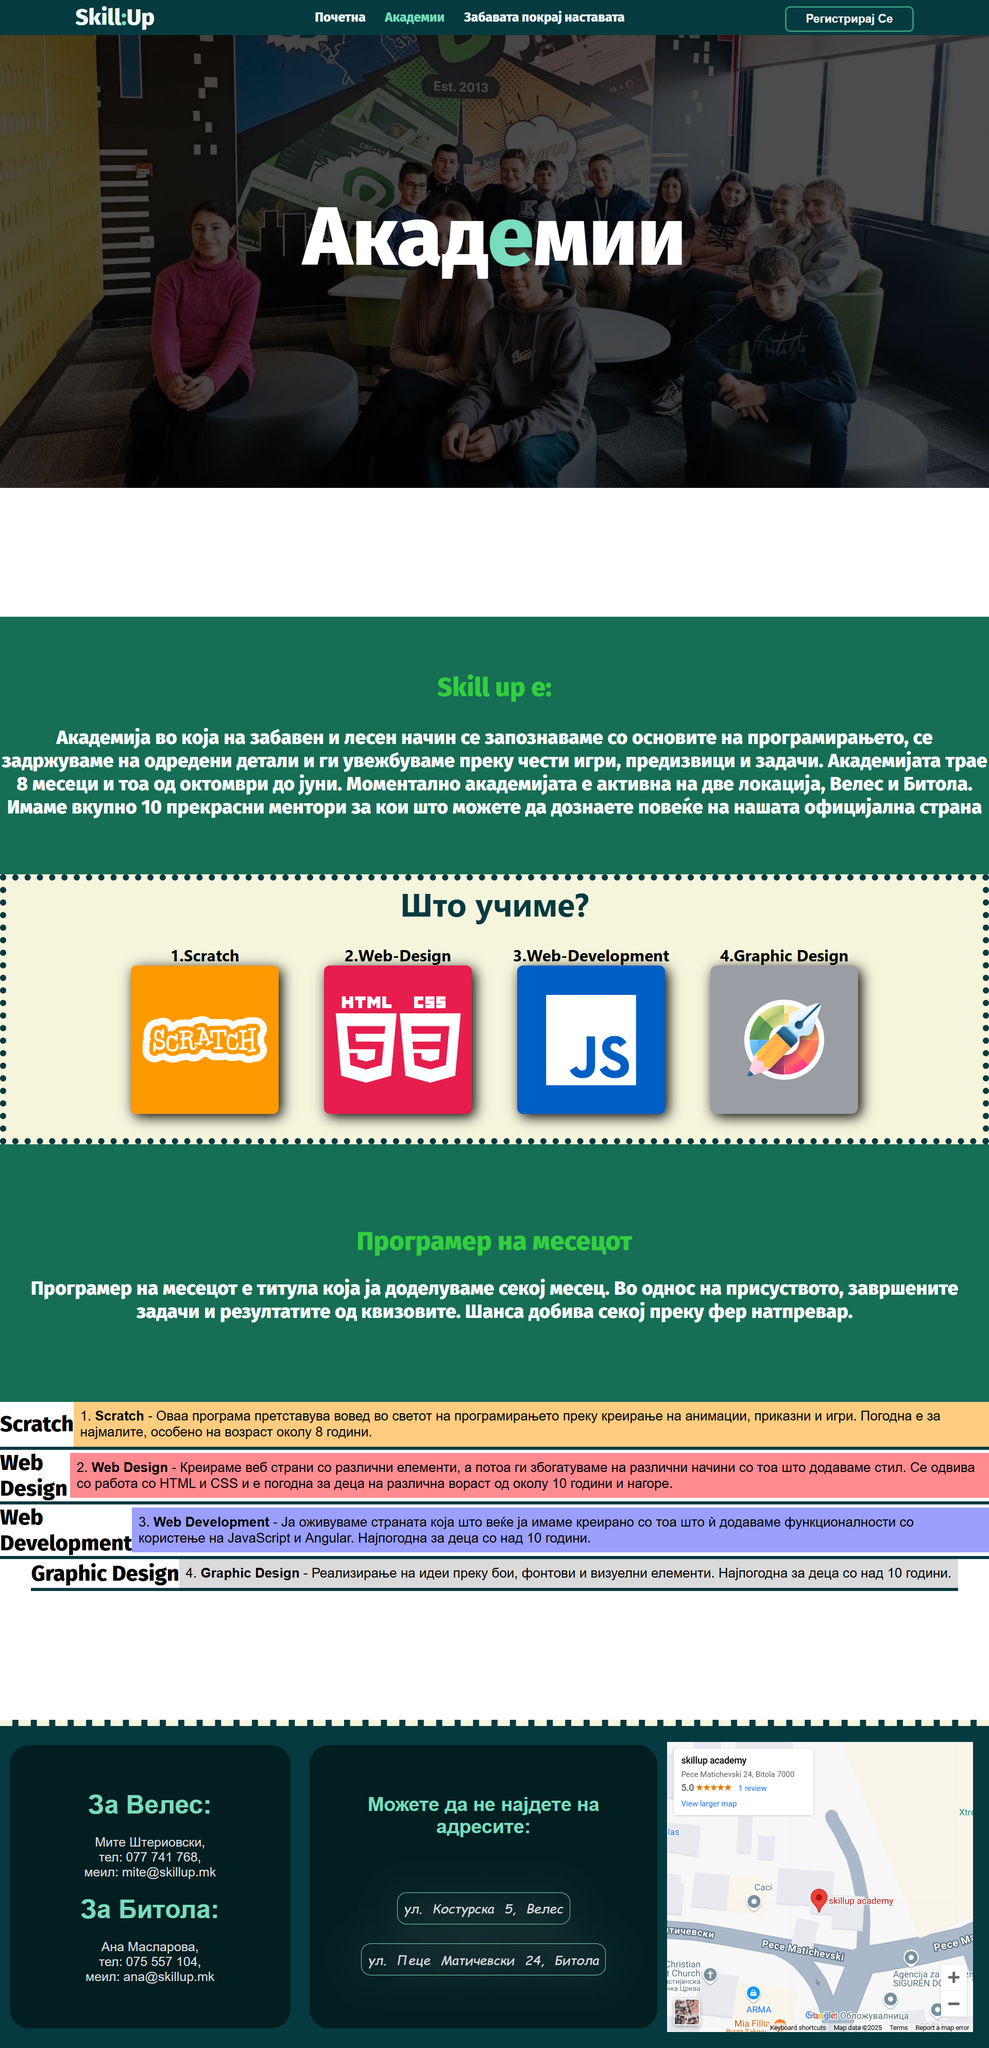 Skill:Up
Почетна
Академии
Забавата покрај наставата
Регистрирај Се
Est. 2013
Академии
Skill up е:
Академија во која на забавен и лесен начин се запознаваме со основите на програмирањето, се
задржуваме на одредени детали и ги увежбуваме преку чести игри, предизвици и задачи. Академијата трае
8 месеци и тоа од октомври до јуни. Моментално академијата е активна на две локација, Велес и Битола.
Имаме вкупно 10 прекрасни ментори за кои што можете да дознаете повеќе на нашата официјална страна
Што учиме?
1.Scratch
2.Web-Design
3.Web-Development
4.Graphic Design
SCRATCH
HTML
CSS
JS
Програмер на месецот
Програмер на месецот е титула која ја доделуваме секој месец. Во однос на присуството, завршените
задачи и резултатите од квизовите. Шанса добива секој преку фер натпревар.
Scratch
1. Scratch - Оваа програма претставува вовед во светот на програмирањето преку креирање на анимации, приказни и игри. Погодна е за
најмалите, особено на возраст околу 8 години.
Web
Design
2. Web Design - Креираме веб страни со различни елементи, а потоа ги збогатуваме на различни начини со тоа што додаваме стил. Се одвива
со работа со HTML и CSS и е погодна за деца на различна вораст од околу 10 години и нагоре.
Web
Development
3. Web Development - Ја оживуваме страната која што веќе ја имаме креирано со тоа што ѝ додаваме функционалности со
користење на JavaScript и Angular. Најпогодна за деца со над 10 години.
Graphic Design
4. Graphic Design - Реализирање на идеи преку бои, фонтови и визуелни елементи. Најпогодна за деца со над 10 години.
За Велес:
Мите Штериовски,
тел: 077 741 768,
меил: mite@skillup.mk
За Битола:
Ана Масларова,
тел: 075 557 104,
меил: ana@skillup.mk
Можете да не најдете на
адресите:
ул. Костурска 5, Велес
ул. Пеце Матичевски 24, Битола
skillup academy
Pece Matichevski 24, Bitola 7000
5.0 ★★★★★ 1 review
View larger map
Xtre
las
Caci
skillup academy
тичевски
Pece Matichevski
Pece Ma
Christian
t Church
Agencija za
SIGUREN DO
ARMA
Google
Обложувалница
Mia Fillia
Pizza Takeou
Keyboard shortcuts
Map data ©2025
Terms
Report a map error